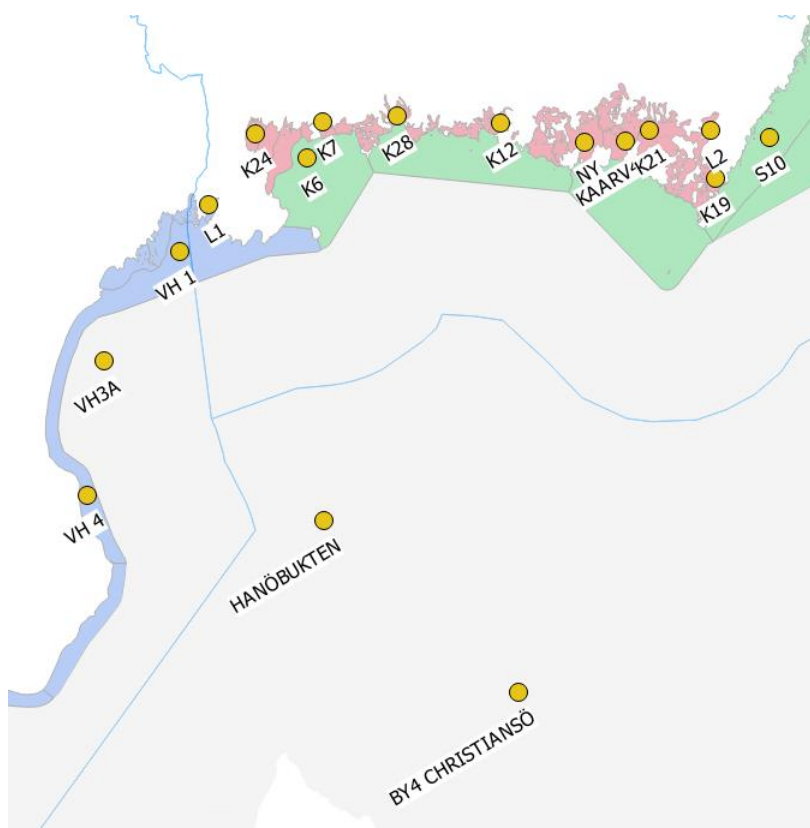 K24
K7
K28
K6
K12
NY
KAARV4
K21
L2
S10
K19
L1
VH 1
VH3A
VH 4
HANÖBUKTEN
BY4 CHRISTIANSÖ